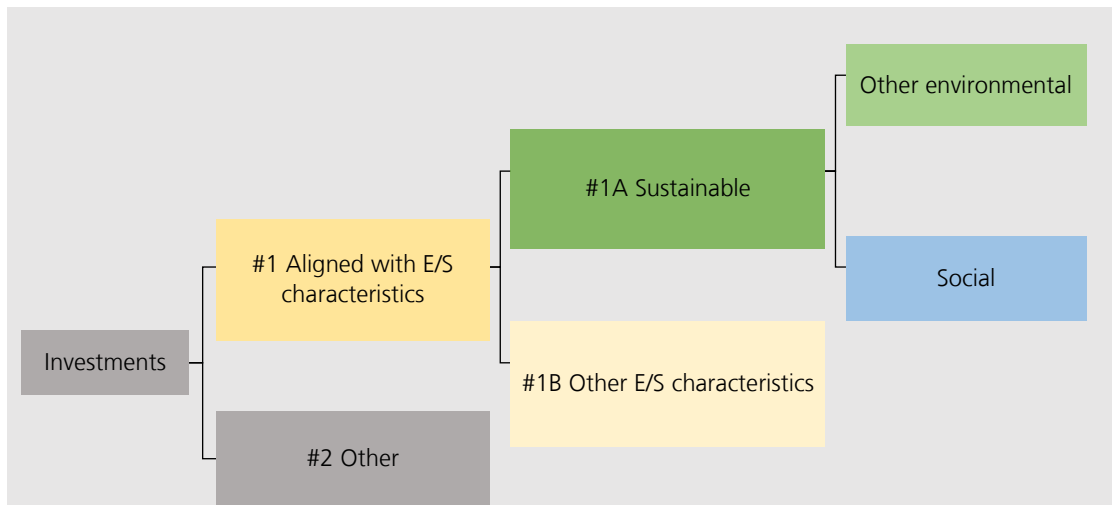 Investments
#1 Aligned with E/S
characteristics
#2 Other
#1A Sustainable
#1B Other E/S characteristics
Other environmental
Social